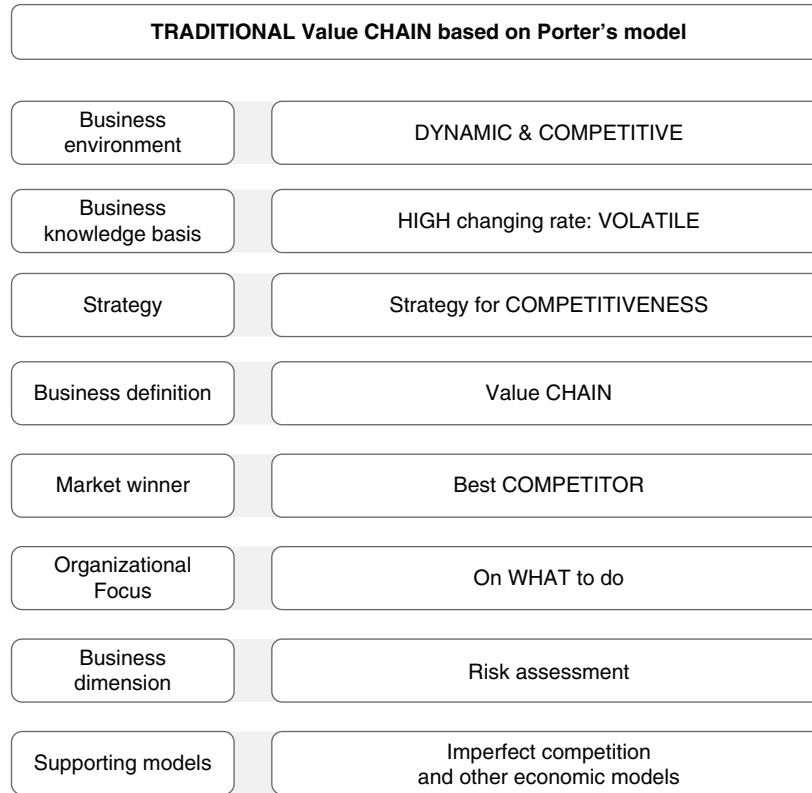 TRADITIONAL Value CHAIN based on Porter's model
Business
environment
DYNAMIC & COMPETITIVE
Business
knowledge basis
HIGH changing rate: VOLATILE
Strategy
Strategy for COMPETITIVENESS
Business definition
Value CHAIN
Market winner
Best COMPETITOR
Organizational
Focus
On WHAT to do
Business
dimension
Risk assessment
Supporting models
Imperfect competition
and other economic models